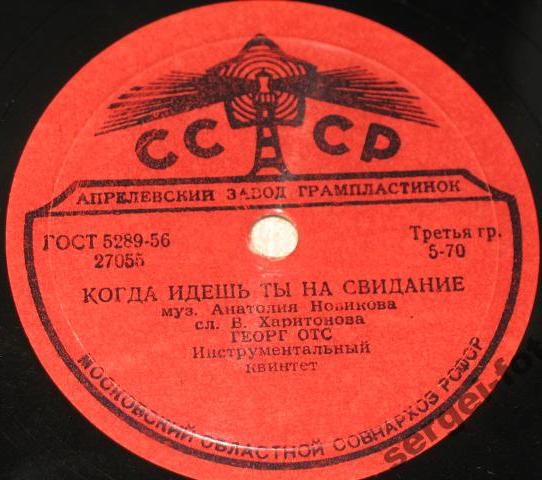 СССР
АПРЕЛЕВСКИЙ ЗАВОД ГРАМПЛАСТИНОК
ГОСТ 5289-56
27055
Третья гр.
5-70
КОГДА ИДЕШЬ ТЫ НА СВИДАНИЕ
муз. Анатолия Новикова
сл. В. Харитонова
ГЕОРГ ОТС
Инструментальный
квинтет
МОСКОВСКИЙ ОБЛАСТНОЙ СОВНАРХОЗ РСФСР